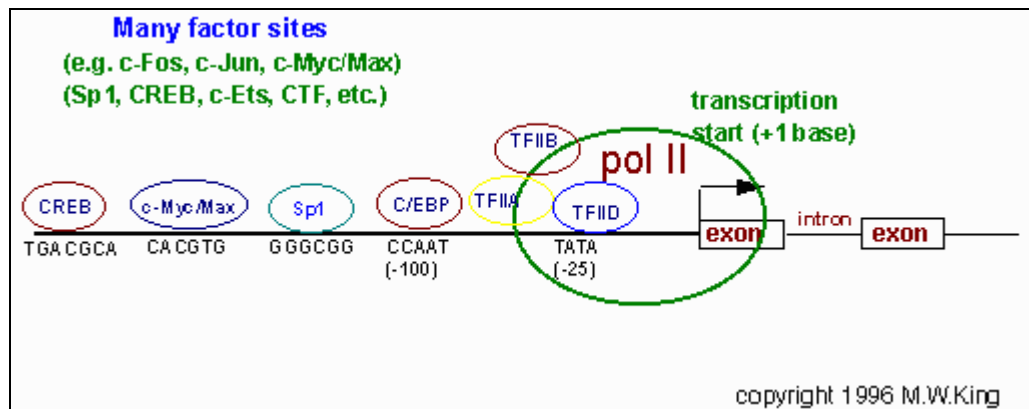 Many factor sites
(e.g. c-Fos, c-Jun, c-Myc/Max)
(Sp1, CREB, c-Ets, CTF, etc.)
transcription
start (+1 base)
TFIIB
pol II
CREB
c-Myc/Max
Sp1
C/EBP
TFIIA
TFIID
exon
intron
exon
TGACGCA
CACGTG
GGGCGG
CCAAT
(-100)
TATA
(-25)
copyright 1996 M.W.King